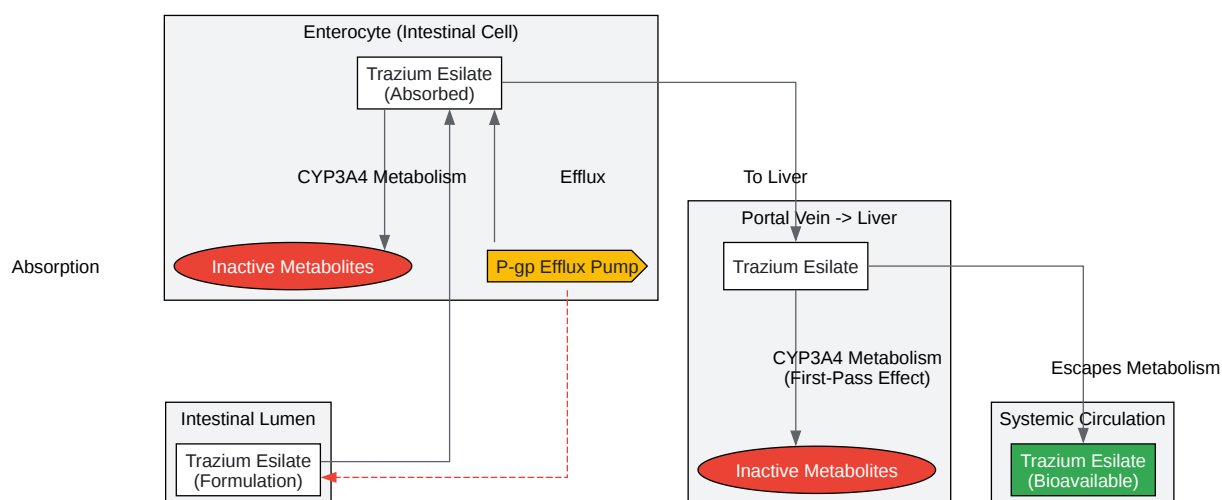 Enterocyte (Intestinal Cell)
Trazium Esilate
(Absorbed)
CYP3A4 Metabolism
Efflux
To Liver
Portal Vein -> Liver
Absorption
Inactive Metabolites
P-gp Efflux Pump
Trazium Esilate
CYP3A4 Metabolism
(First-Pass Effect)
Escapes Metabolism
Intestinal Lumen
Trazium Esilate
(Formulation)
Inactive Metabolites
Systemic Circulation
Trazium Esilate
(Bioavailable)